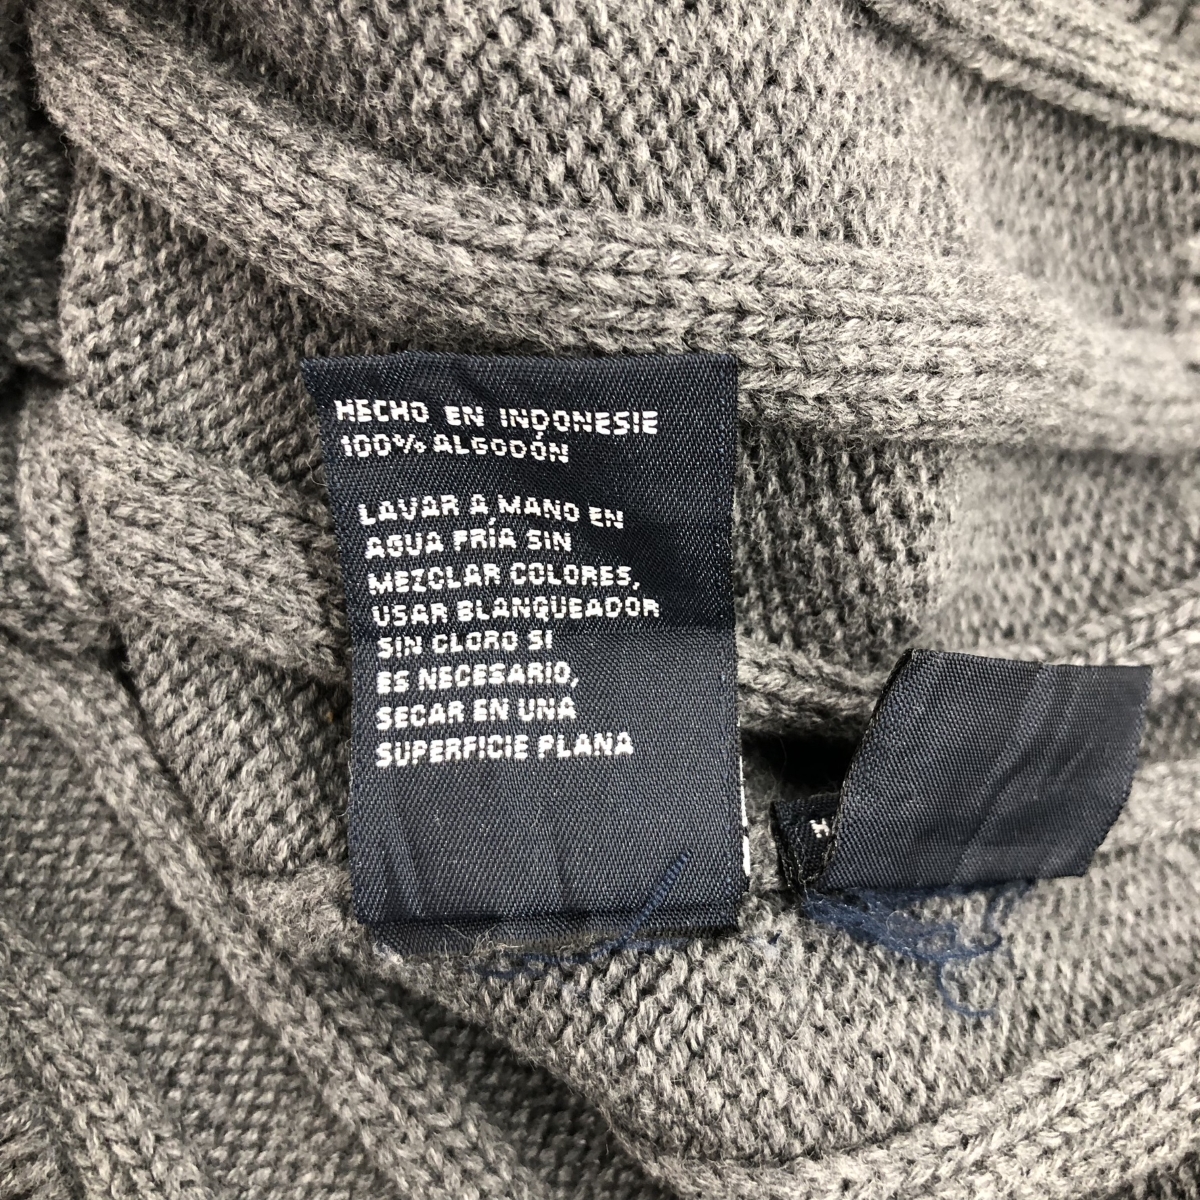 HECHO EN INDONESIE
100% ALGODÓN
LAVAR A MANO EN
AGUA FRÍA SIN
MEZCLAR COLORES,
USAR BLANQUEADOR
SIN CLORO SI
ES NECESARIO,
SECAR EN UNA
SUPERFICIE PLANA